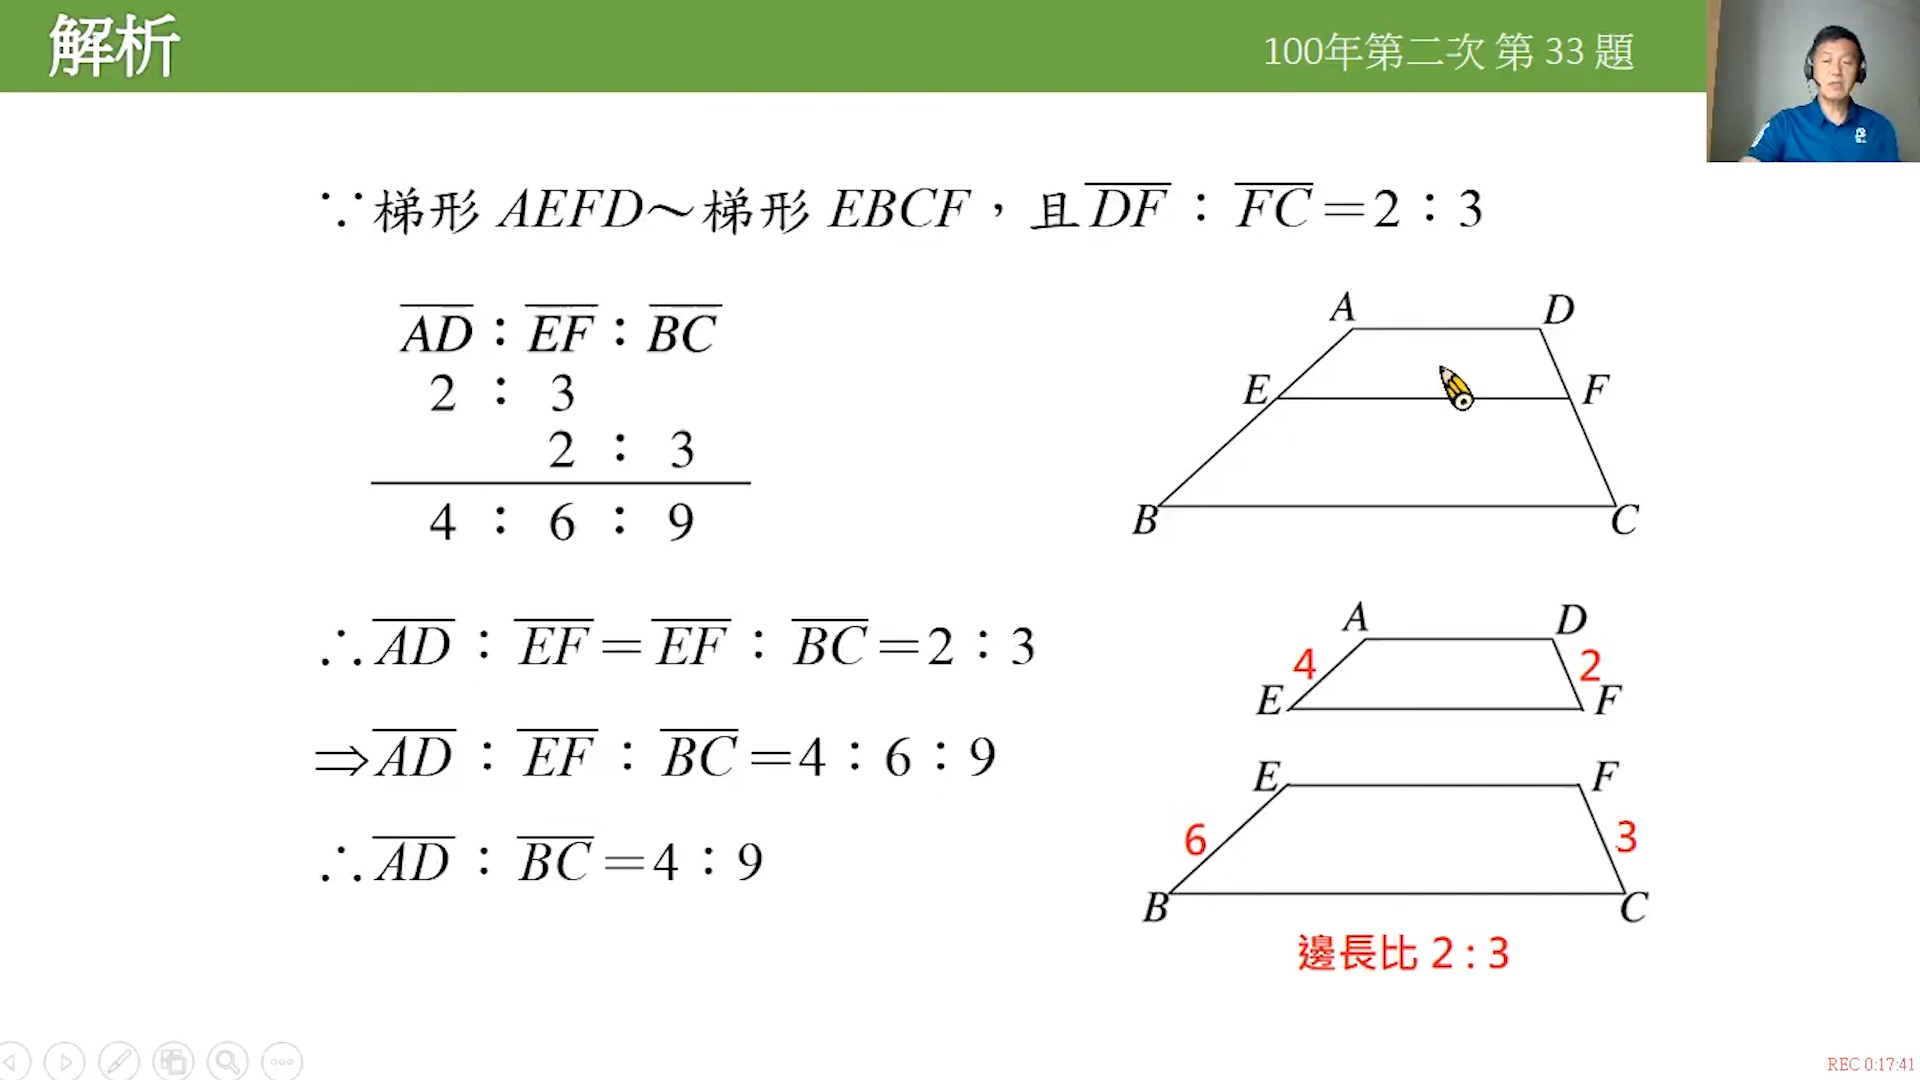 解析
100年第二次 第 33 題
∵梯形 AEFD～梯形 EBCF，且DF：FC＝2：3
AD：EF：BC
2 ： 3
2 ： 3
4 ： 6 ： 9
∴AD：EF＝EF：BC＝2：3
⇒AD：EF：BC＝4：6：9
∴AD：BC＝4：9
A D
E F
B C
A D
4 2
E F
E F
6 3
B C
邊長比 2 : 3
REC 0:17:41